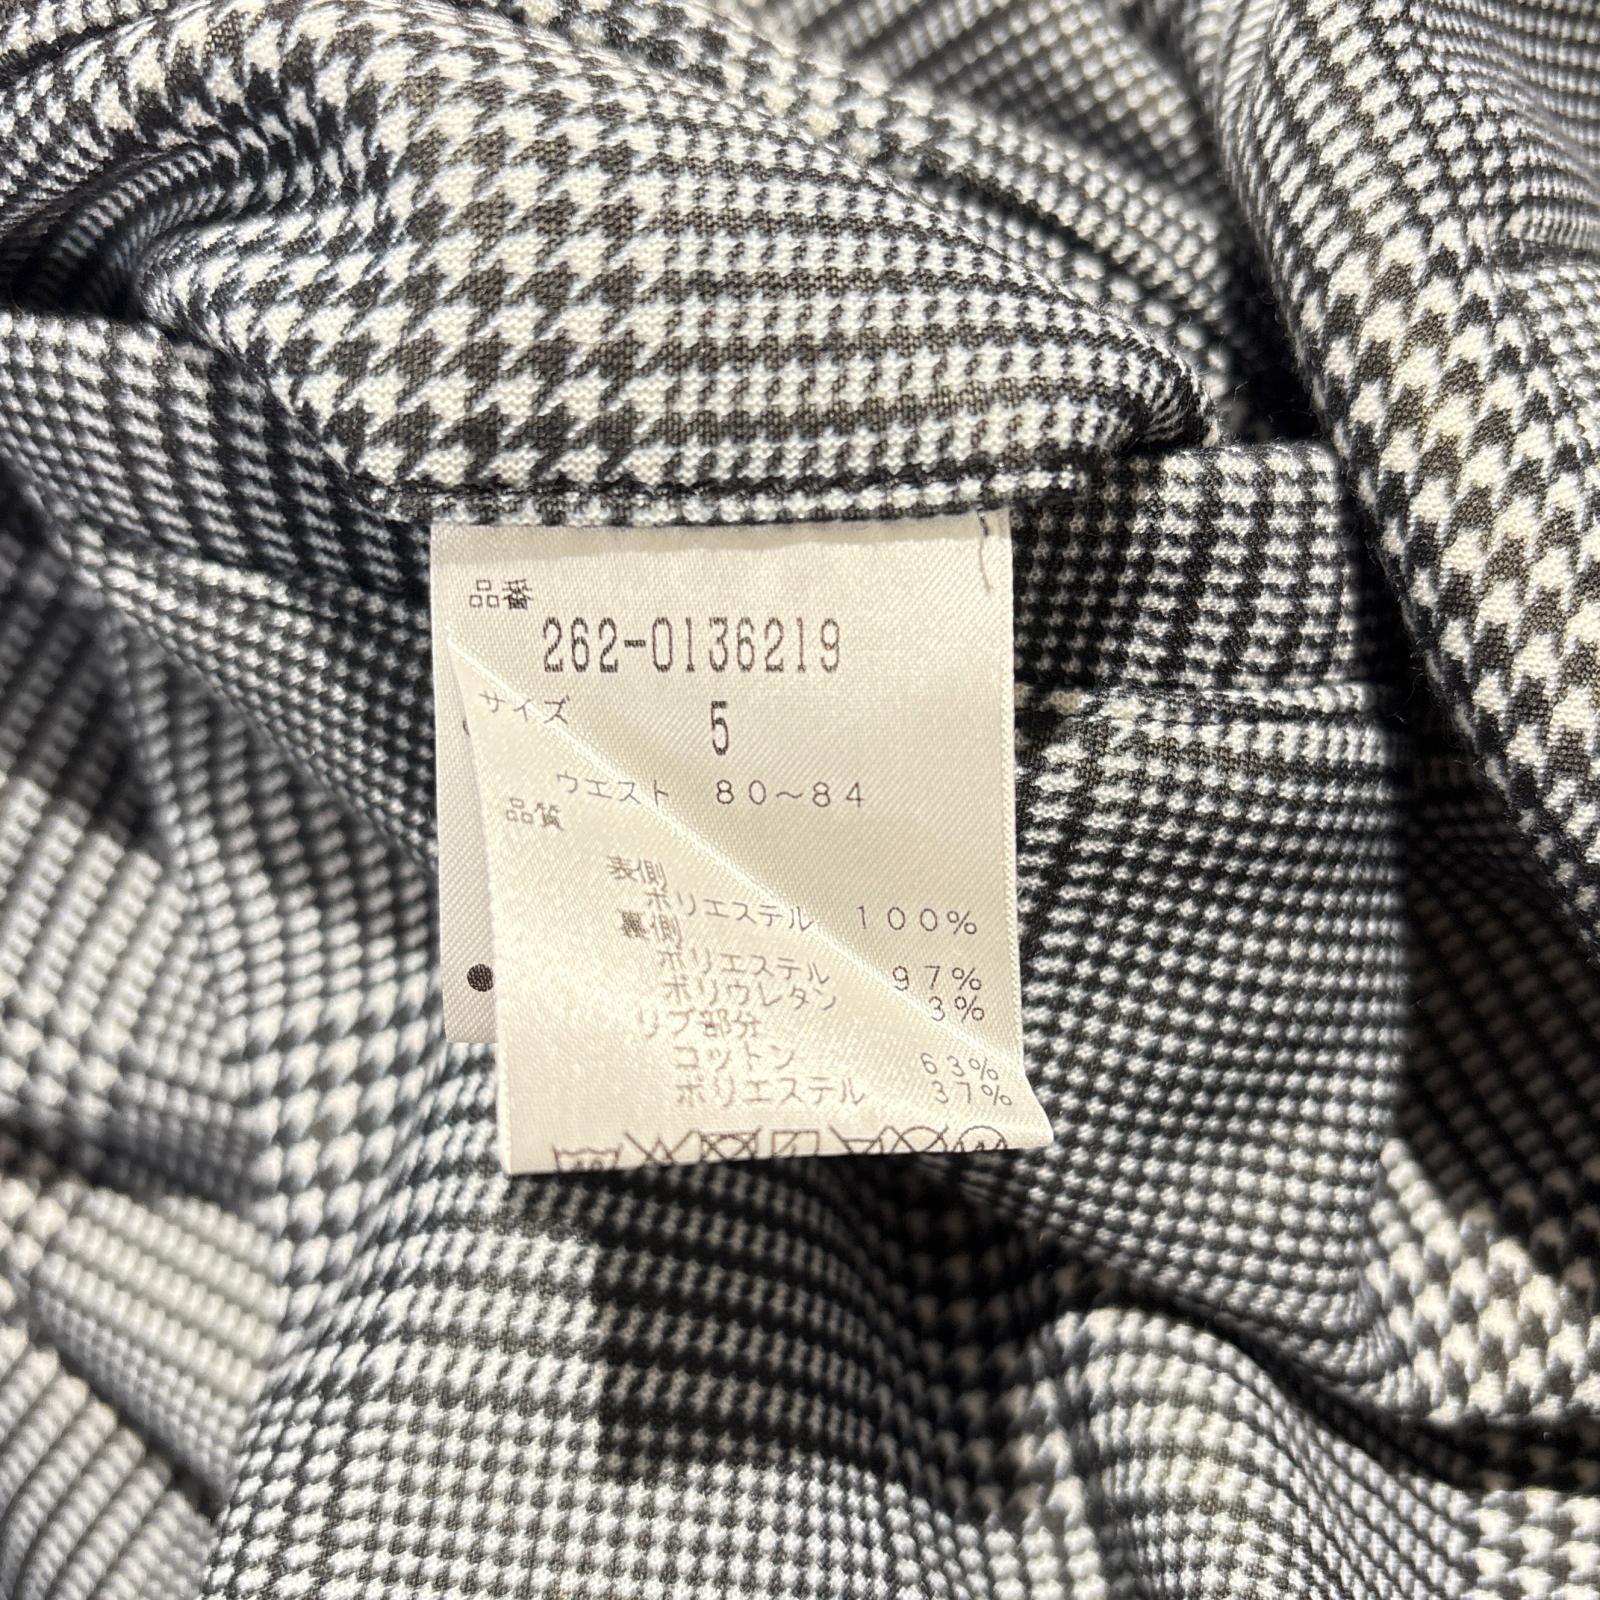 品番
262-0136219
サイズ 5
ウエスト 80～84
品質
表側
ポリエステル 100%
裏側
ポリエステル 97%
ポリウレタン 3%
リブ部分
コットン 63%
ポリエステル 37%